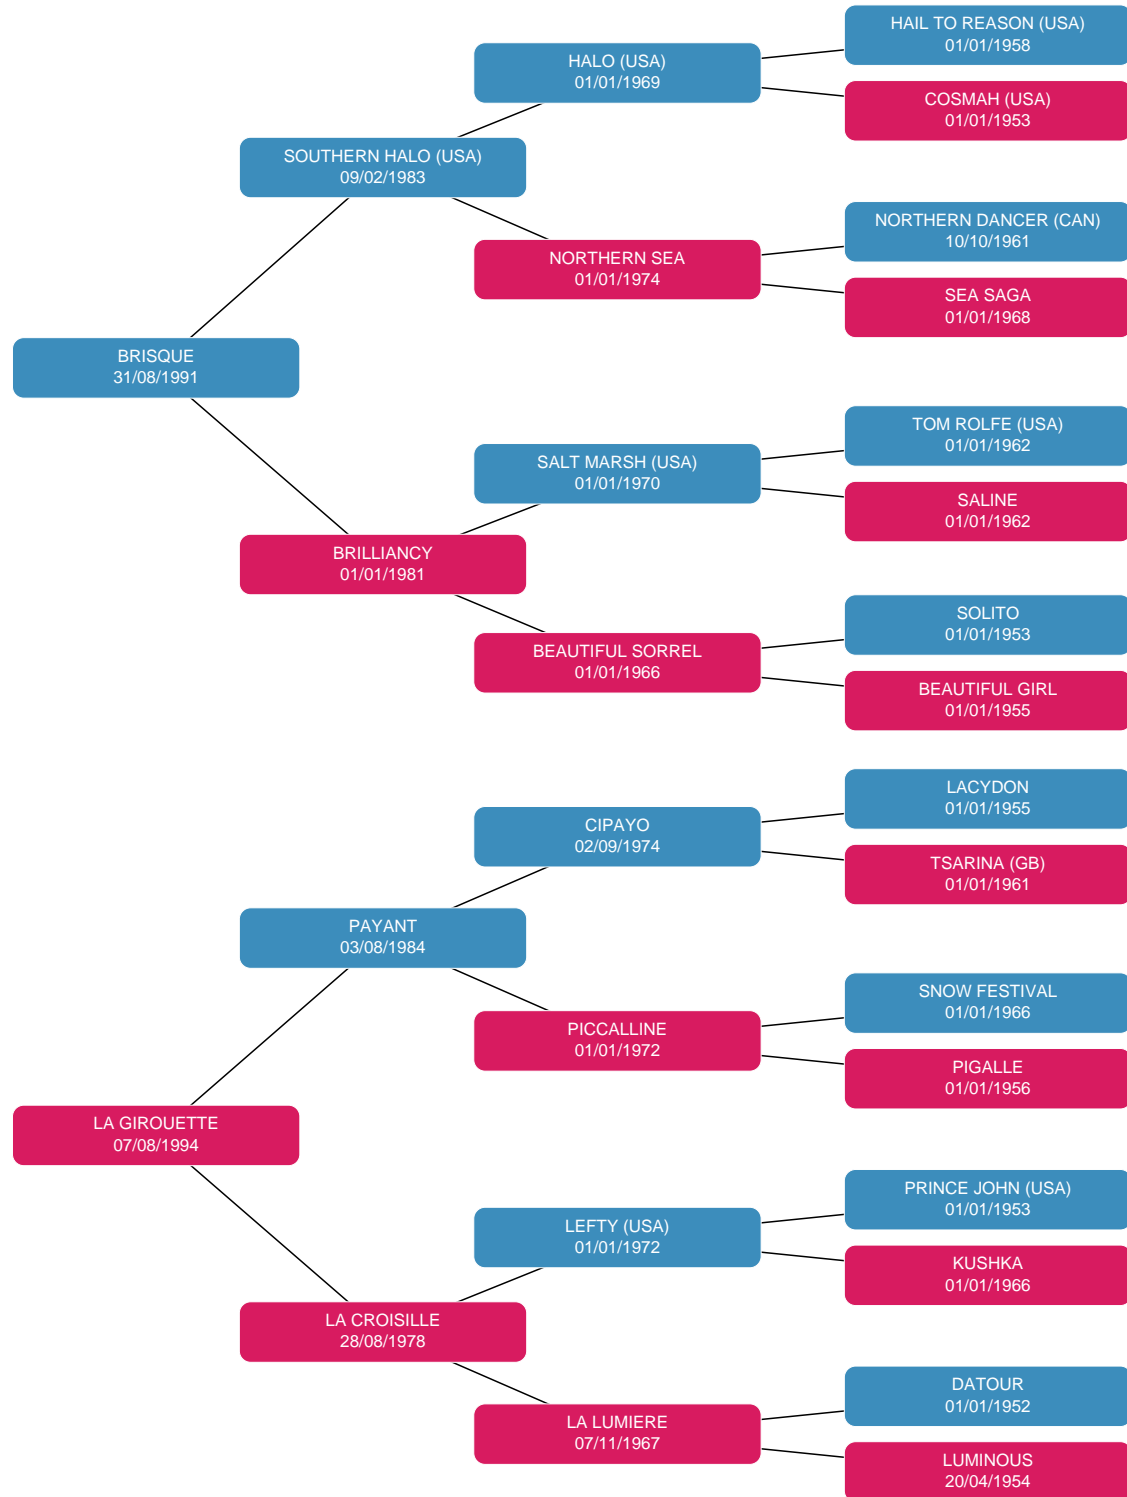 HAIL TO REASON (USA)
01/01/1958
HALO (USA)
01/01/1969
COSMAH (USA)
01/01/1953
SOUTHERN HALO (USA)
09/02/1983
NORTHERN DANCER (CAN)
10/10/1961
NORTHERN SEA
01/01/1974
SEA SAGA
01/01/1968
BRISQUE
31/08/1991
TOM ROLFE (USA)
01/01/1962
SALT MARSH (USA)
01/01/1970
SALINE
01/01/1962
BRILLIANCY
01/01/1981
SOLITO
01/01/1953
BEAUTIFUL SORREL
01/01/1966
BEAUTIFUL GIRL
01/01/1955
LACYDON
01/01/1955
CIPAYO
02/09/1974
TSARINA (GB)
01/01/1961
PAYANT
03/08/1984
SNOW FESTIVAL
01/01/1966
PICCALLINE
01/01/1972
PIGALLE
01/01/1956
LA GIROUETTE
07/08/1994
PRINCE JOHN (USA)
01/01/1953
LEFTY (USA)
01/01/1972
KUSHKA
01/01/1966
LA CROISILLE
28/08/1978
DATOUR
01/01/1952
LA LUMIERE
07/11/1967
LUMINOUS
20/04/1954